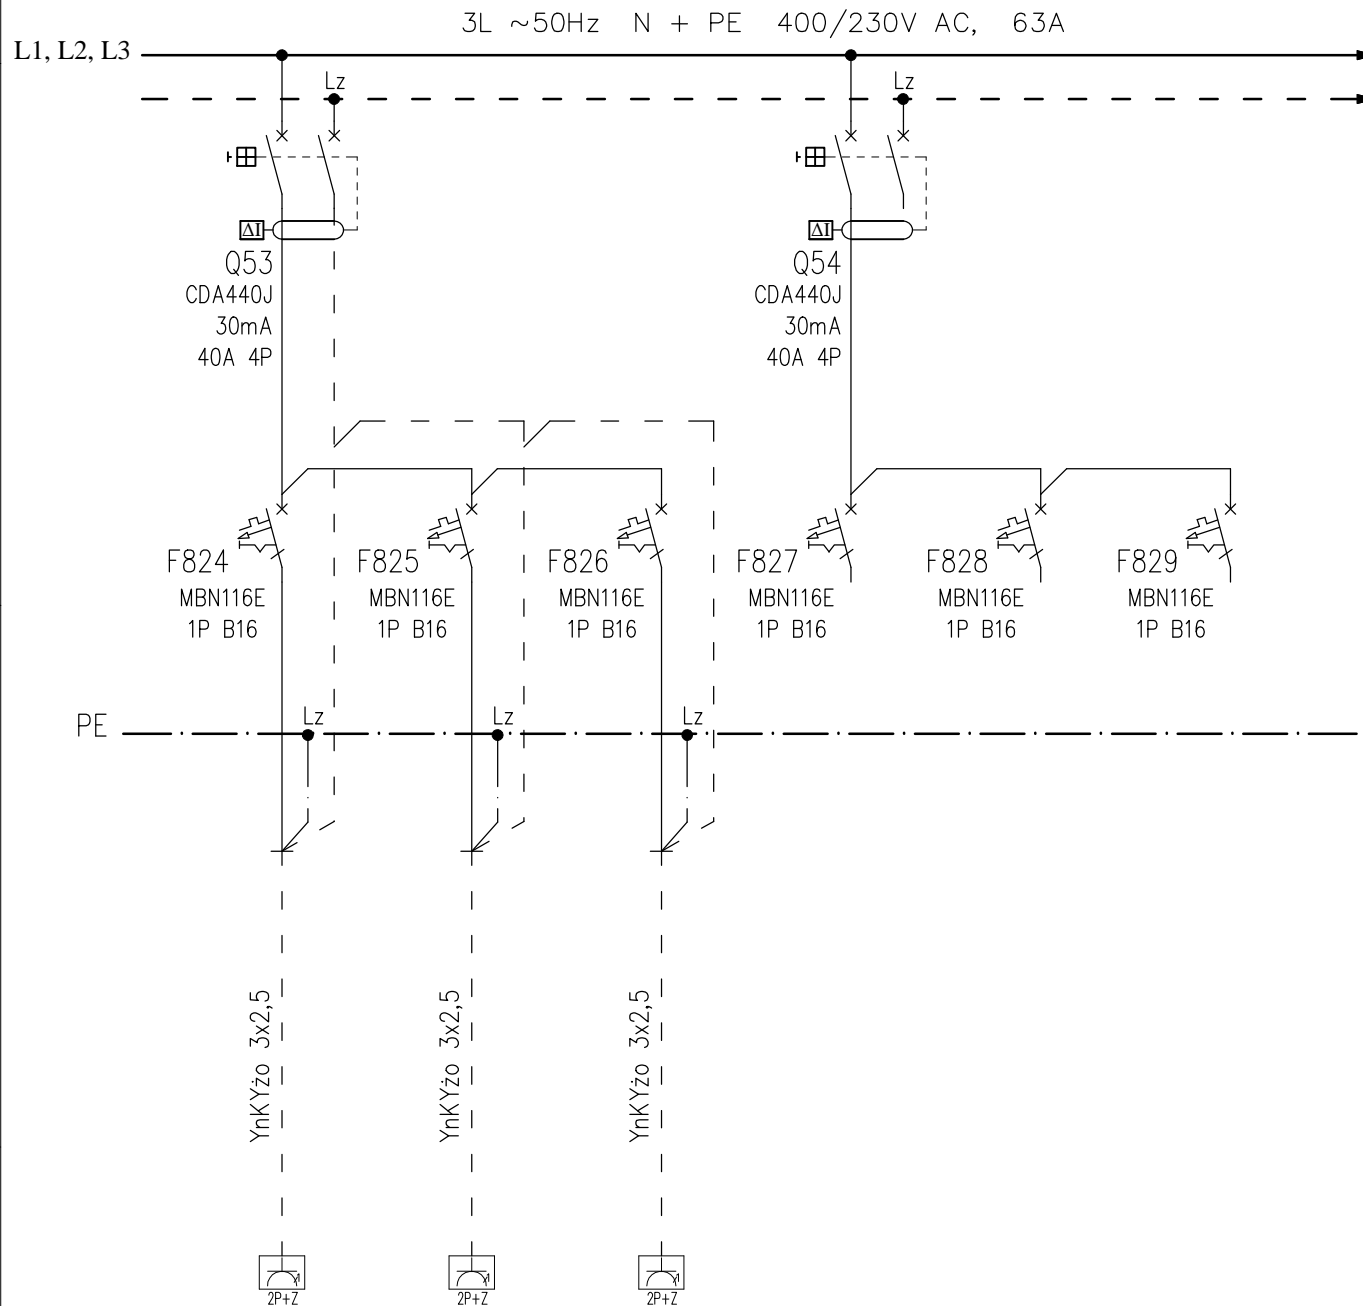 3L ~50Hz N + PE 400/230V AC, 63A
L1, L2, L3
Lz
Lz
ΔI
ΔI
Q53
CDA440J
30mA
40A 4P
Q54
CDA440J
30mA
40A 4P
F824
MBN116E
1P B16
F825
MBN116E
1P B16
F826
MBN116E
1P B16
F827
MBN116E
1P B16
F828
MBN116E
1P B16
F829
MBN116E
1P B16
PE
Lz
Lz
Lz
YnKYżo 3x2,5
YnKYżo 3x2,5
YnKYżo 3x2,5
2P+Z
2P+Z
2P+Z